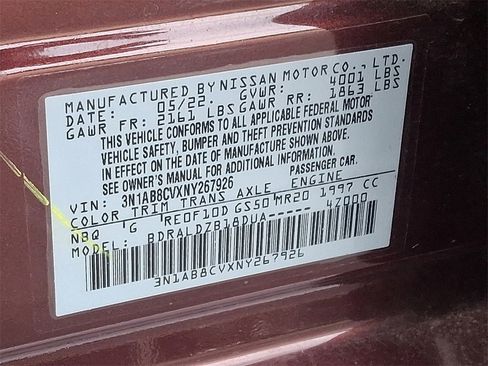 MANUFACTURED BY NISSAN MOTOR CO., LTD.
DATE: 05/22. GVWR: 4001 LBS
GAWR FR: 2161 LBS GAWR RR: 1863 LBS
THIS VEHICLE CONFORMS TO ALL APPLICABLE FEDERAL MOTOR
VEHICLE SAFETY, BUMPER AND THEFT PREVENTION STANDARDS
IN EFFECT ON THE DATE OF MANUFACTURE SHOWN ABOVE.
SEE OWNER'S MANUAL FOR ADDITIONAL INFORMATION.
VIN: 3N1AB8CVXNY267926 PASSENGER CAR.
COLOR TRIM TRANS AXLE ENGINE
NBQ G RE0F10D GS50 MR20 1997 CC
MODEL: BDRALDZB18DUA----- 47000
3N1AB8CVXNY267926